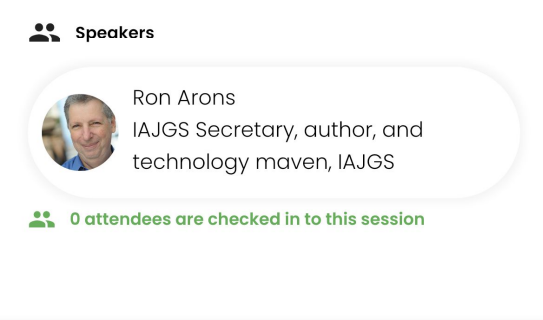 Speakers
Ron Arons
IAJGS Secretary, author, and
technology maven, IAJGS
0 attendees are checked in to this session